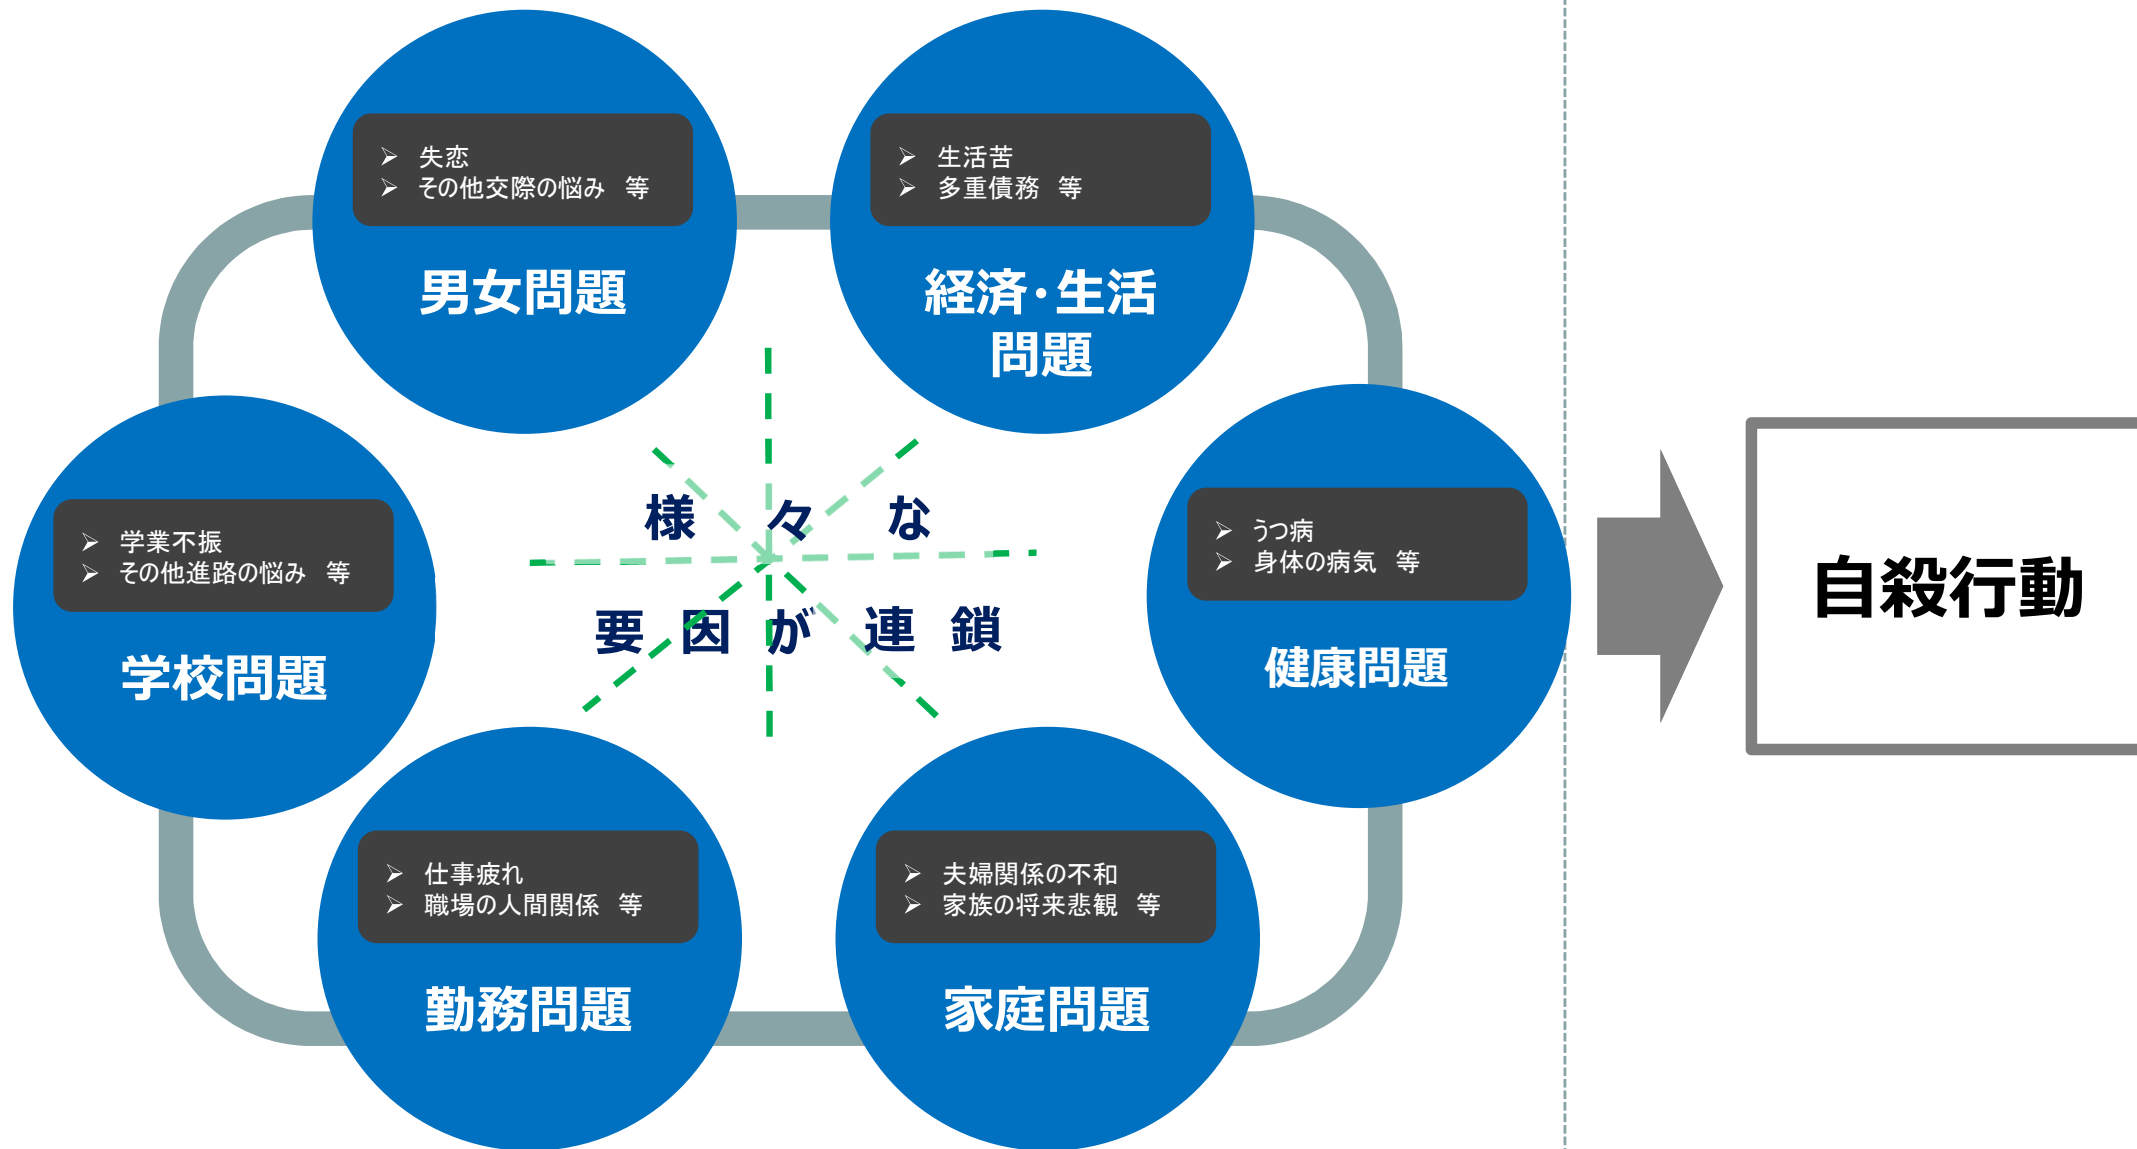 ➢ 失恋
➢ その他交際の悩み 等
男女問題
➢ 生活苦
➢ 多重債務 等
経済・生活
問題
➢ 学業不振
➢ その他進路の悩み 等
学校問題
様々な
要因が連鎖
➢ うつ病
➢ 身体の病気 等
健康問題
➢ 仕事疲れ
➢ 職場の人間関係 等
勤務問題
➢ 夫婦関係の不和
➢ 家族の将来悲観 等
家庭問題
自殺行動